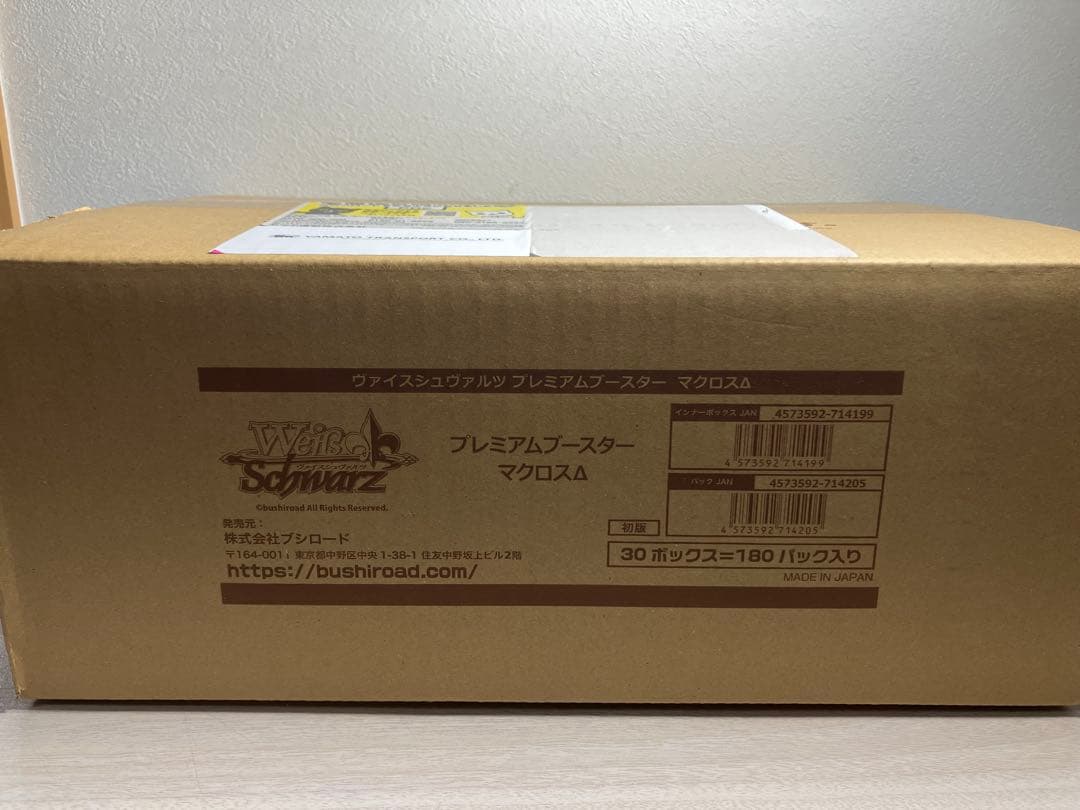 YAMATO TRANSPORT CO., LTD.
ヴァイスシュヴァルツ プレミアムブースター マクロスΔ
Weiß
ヴァイスシュヴァルツ
Schwarz
©bushiroad All Rights Reserved.
プレミアムブースター
マクロスΔ
インナーボックス JAN 4573592-714199
4 573592 714199
パック JAN 4573592-714205
4 573592 714205
発売元：
株式会社ブシロード
〒164-0011 東京都中野区中央1-38-1 住友中野坂上ビル2階
https://bushiroad.com/
初版
30ボックス=180パック入り
MADE IN JAPAN